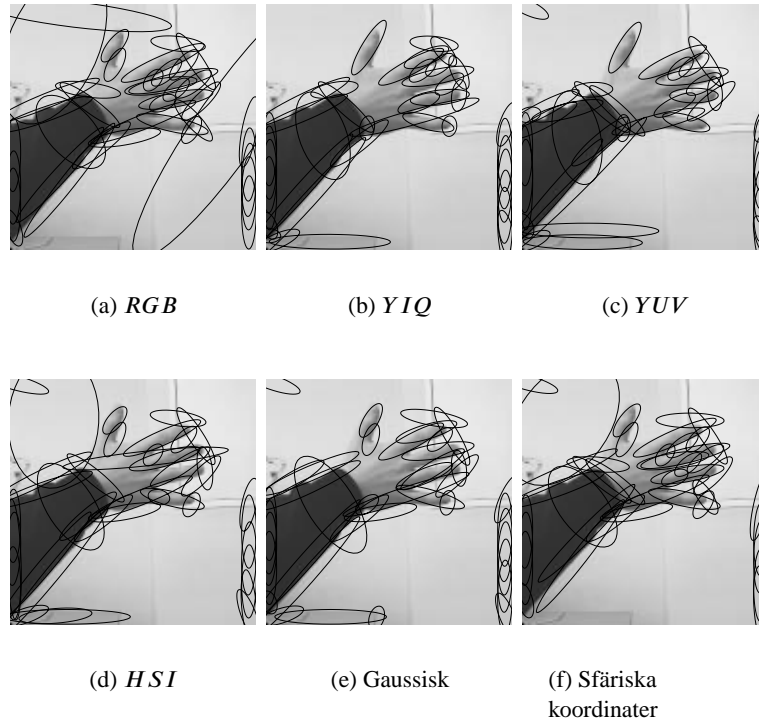 (a) RGB
(b) YIQ
(c) YUV
(d) HSI
(e) Gaussisk
(f) Sfäriska
koordinater